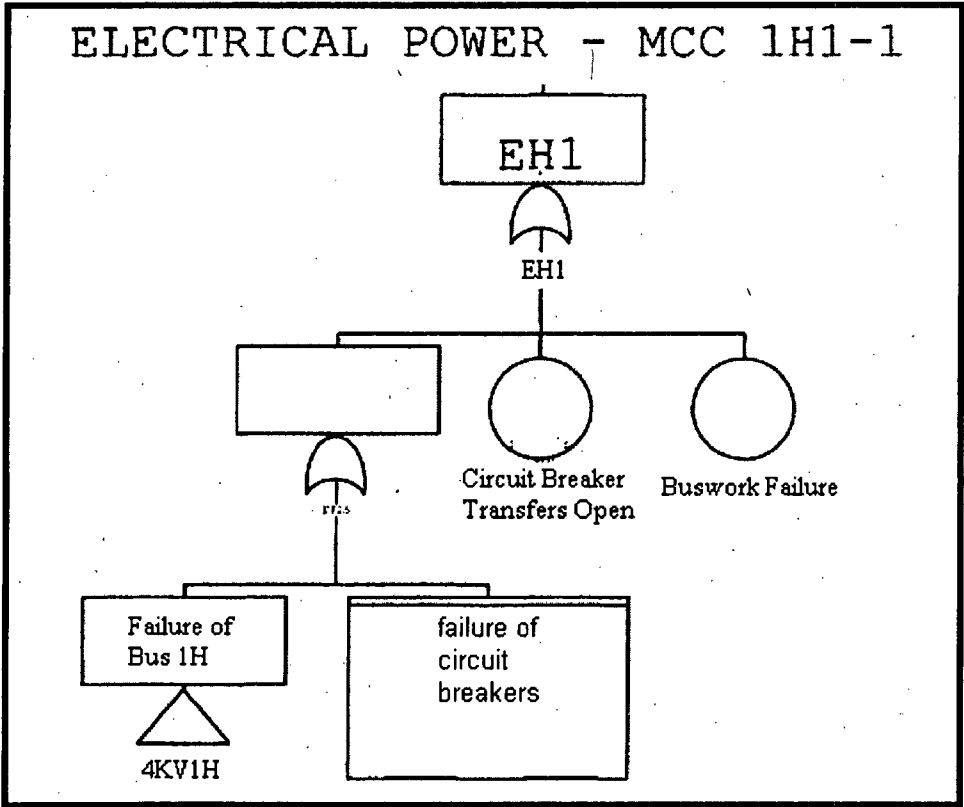 ELECTRICAL POWER - MCC 1H1-1
EH1
EH1
Circuit Breaker
Transfers Open
Buswork Failure
Failure of
Bus 1H
failure of
circuit
breakers
4KV1H